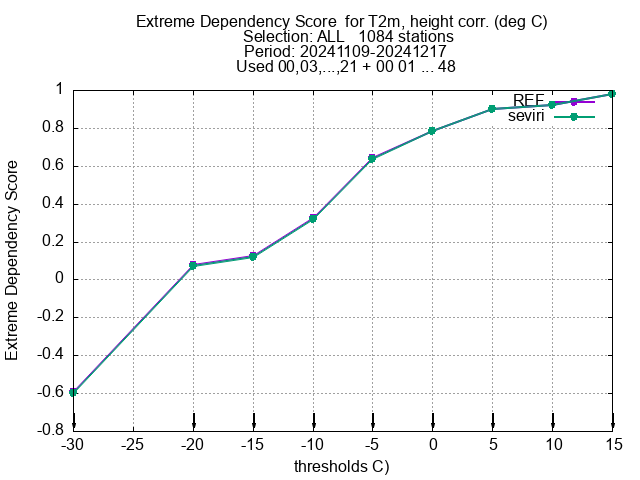 Extreme Dependency Score  for T2m, height corr. (deg C)
Selection: ALL   1084 stations
Period: 20241109-20241217
Used 00,03,...,21 + 00 01 ... 48
REF
seviri
1
0.8
0.6
0.4
0.2
0
-0.2
-0.4
-0.6
-0.8
Extreme Dependency Score
-30 -25 -20 -15 -10 -5 0 5 10 15
thresholds C)